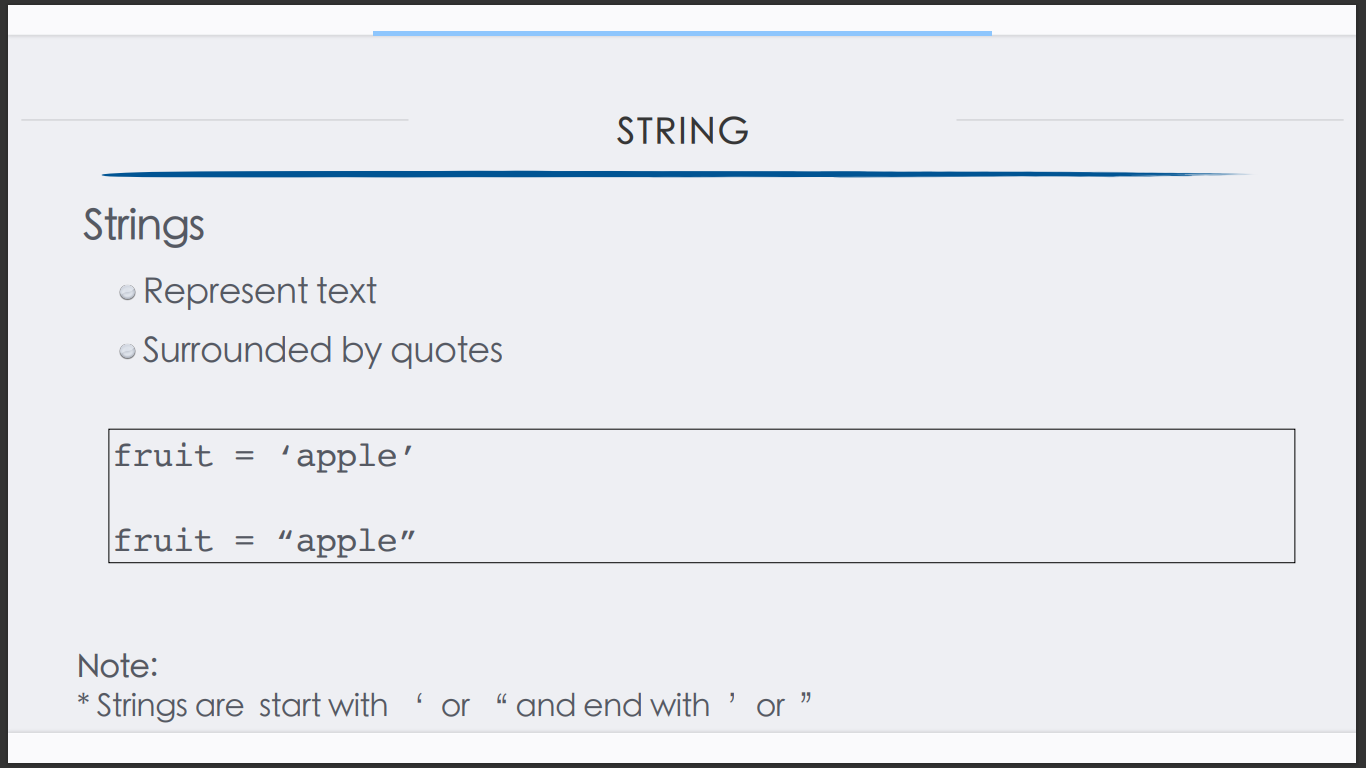 STRING
Strings
Represent text
Surrounded by quotes
fruit = ‘apple’
fruit = “apple”
Note:
* Strings are start with ‘ or “ and end with ’ or ”